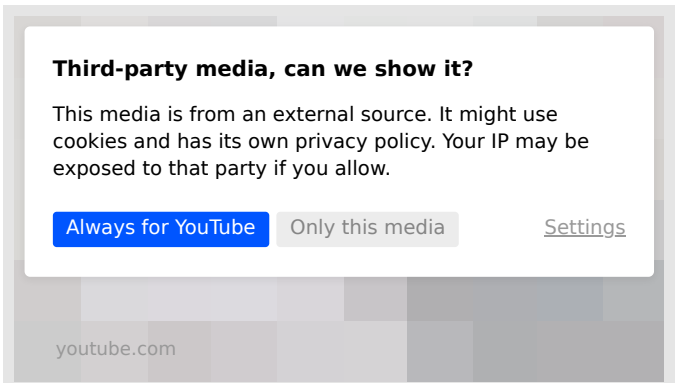 Third-party media, can we show it?
This media is from an external source. It might use
cookies and has its own privacy policy. Your IP may be
exposed to that party if you allow.
Always for YouTube Only this media Settings
youtube.com